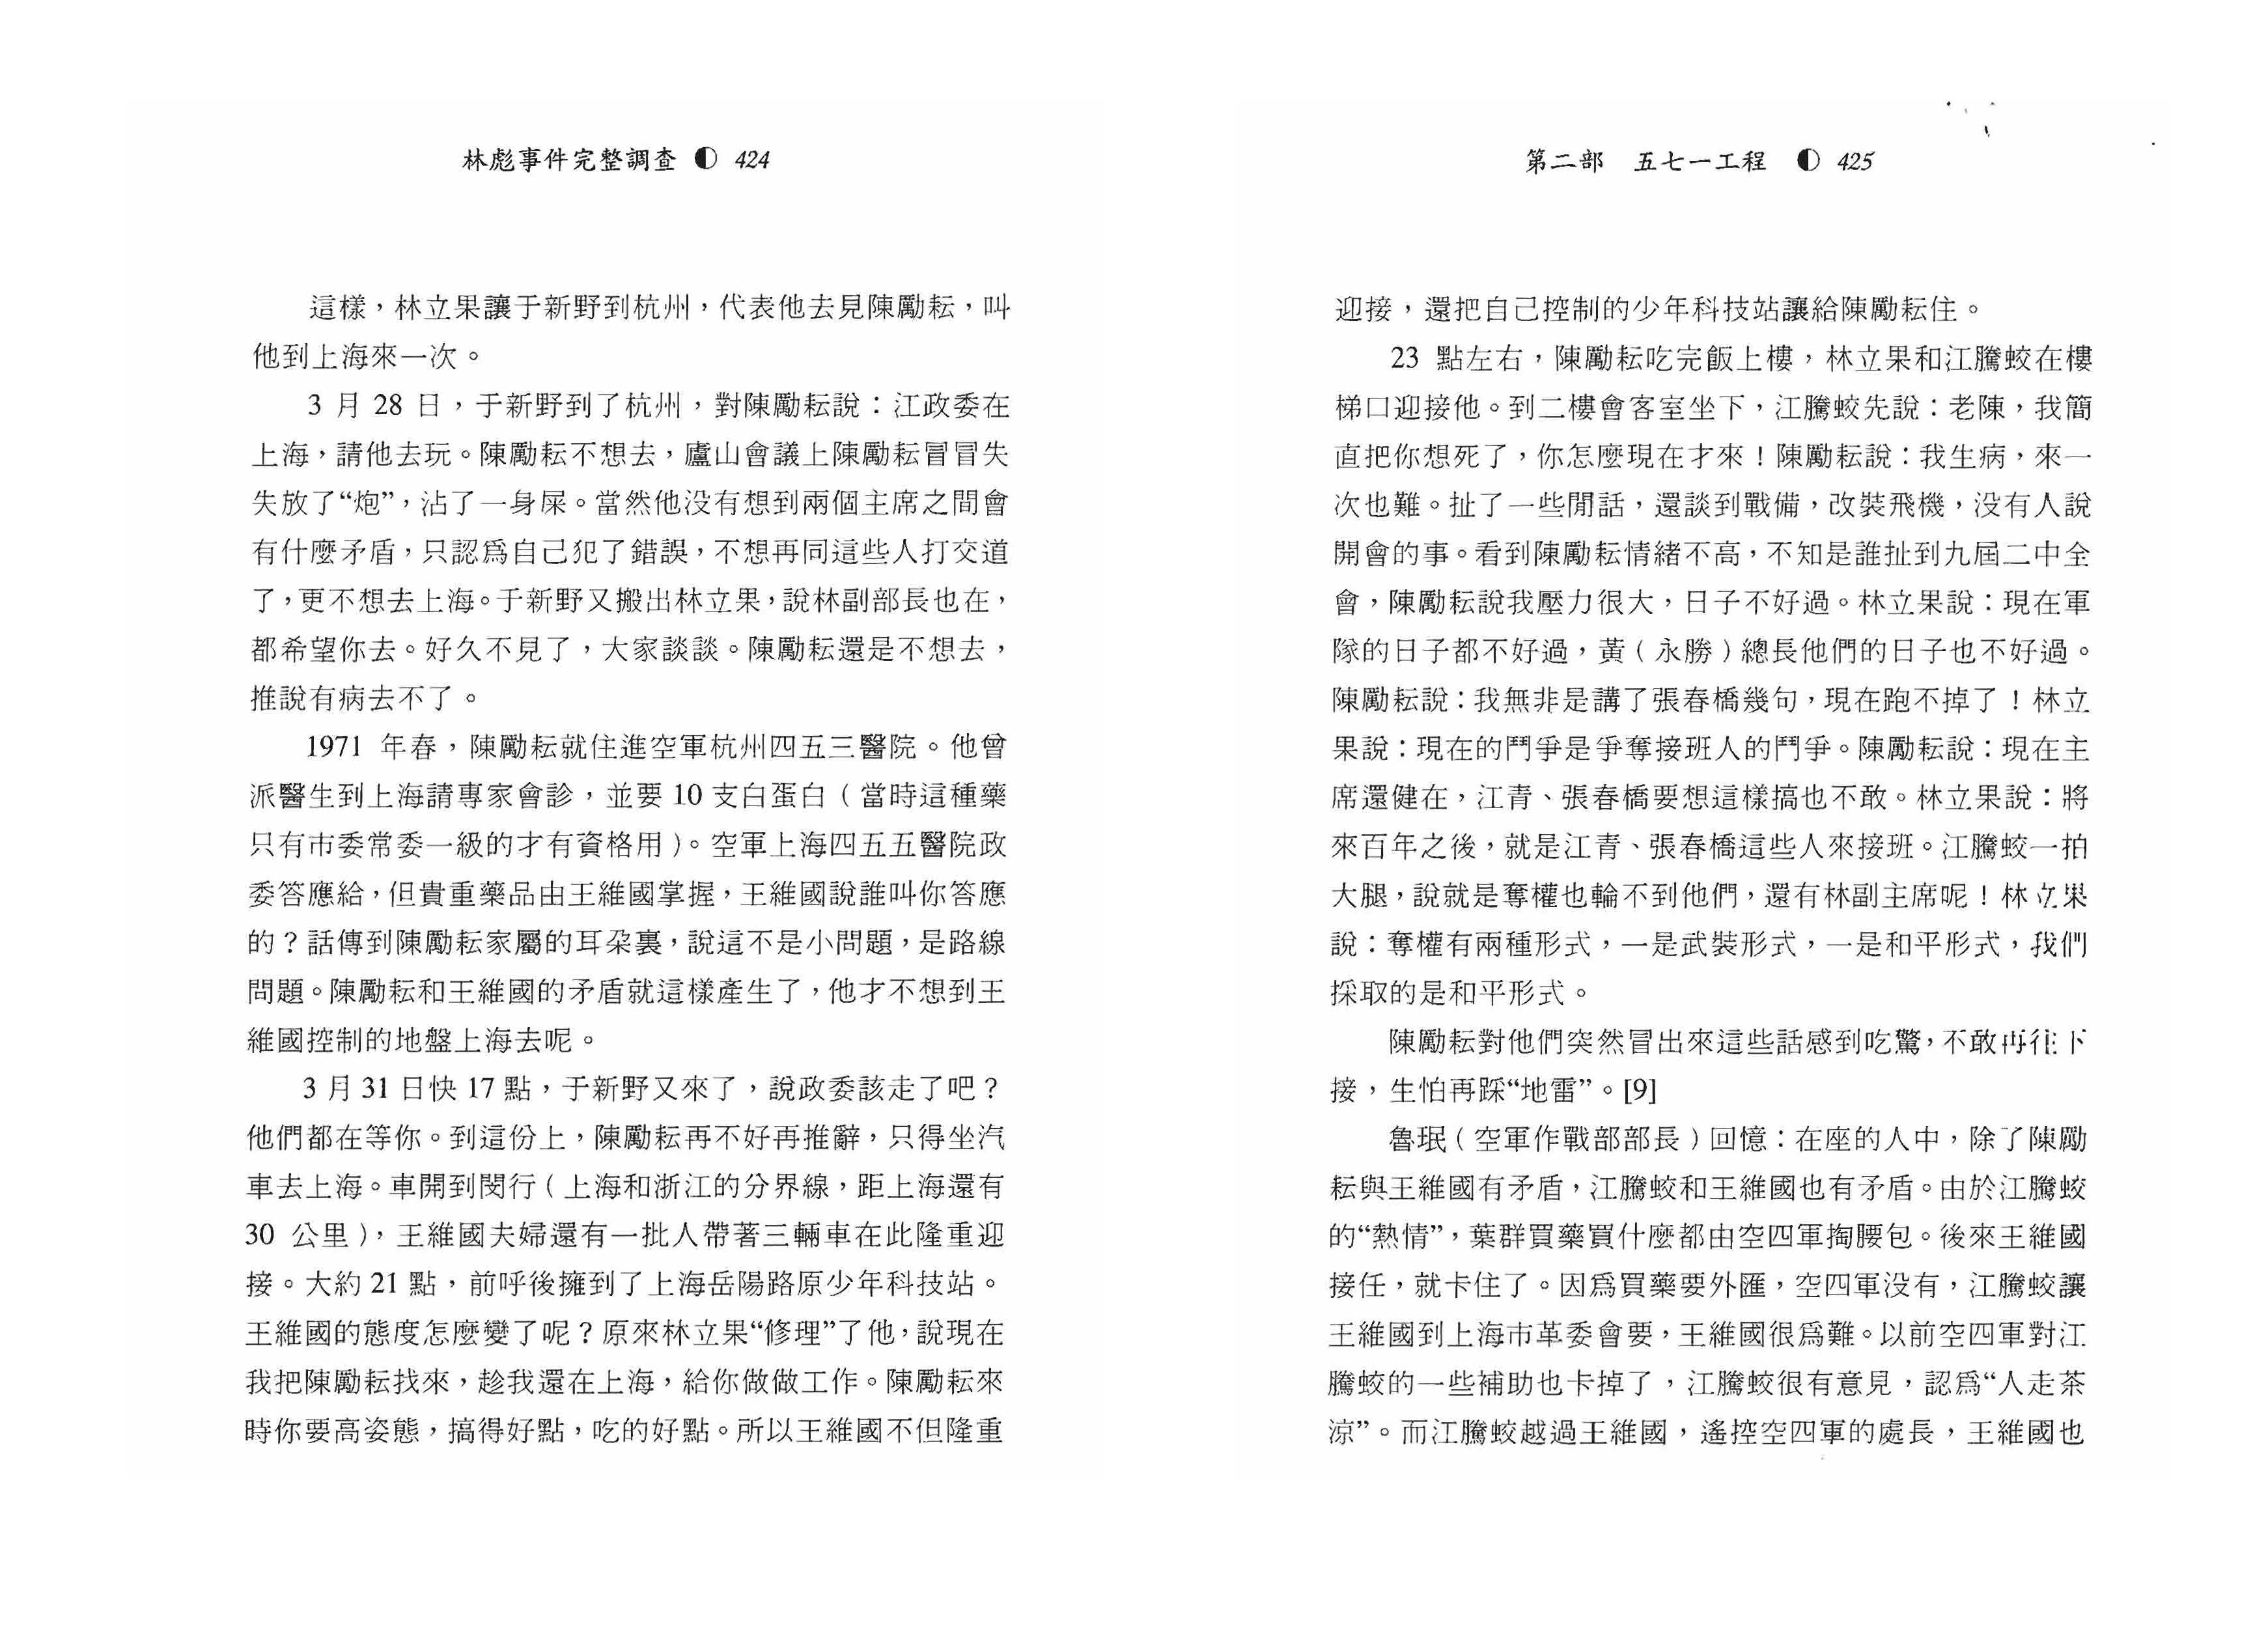 林彪事件完整調查 ◐ 424
這樣，林立果讓于新野到杭州，代表他去見陳勵耘，叫
他到上海來一次。
3 月 28 日，于新野到了杭州，對陳勵耘說：江政委在
上海，請他去玩。陳勵耘不想去，廬山會議上陳勵耘冒冒失
失放了“炮”，沾了一身屎。當然他没有想到兩個主席之間會
有什麼矛盾，只認爲自己犯了錯誤，不想再同這些人打交道
了，更不想去上海。于新野又搬出林立果，說林副部長也在，
都希望你去。好久不見了，大家談談。陳勵耘還是不想去，
推說有病去不了。
1971 年春，陳勵耘就住進空軍杭州四五三醫院。他曾
派醫生到上海請專家會診，並要 10 支白蛋白（當時這種藥
只有市委常委一級的才有資格用）。空軍上海四五五醫院政
委答應給，但貴重藥品由王維國掌握，王維國說誰叫你答應
的？話傳到陳勵耘家屬的耳朵裏，說這不是小問題，是路線
問題。陳勵耘和王維國的矛盾就這樣產生了，他才不想到王
維國控制的地盤上海去呢。
3 月 31 日快 17 點，于新野又來了，說政委該走了吧？
他們都在等你。到這份上，陳勵耘再不好再推辭，只得坐汽
車去上海。車開到閔行（上海和浙江的分界線，距上海還有
30 公里），王維國夫婦還有一批人帶著三輛車在此隆重迎
接。大約 21 點，前呼後擁到了上海岳陽路原少年科技站。
王維國的態度怎麼變了呢？原來林立果“修理”了他，說現在
我把陳勵耘找來，趁我還在上海，給你做做工作。陳勵耘來
時你要高姿態，搞得好點，吃的好點。所以王維國不但隆重
第二部 五七一工程 ◐ 425
迎接，還把自己控制的少年科技站讓給陳勵耘住。
23 點左右，陳勵耘吃完飯上樓，林立果和江騰蛟在樓
梯口迎接他。到二樓會客室坐下，江騰蛟先說：老陳，我簡
直把你想死了，你怎麼現在才來！陳勵耘說：我生病，來一
次也難。扯了一些閒話，還談到戰備，改裝飛機，没有人說
開會的事。看到陳勵耘情緒不高，不知是誰扯到九屆二中全
會，陳勵耘說我壓力很大，日子不好過。林立果說：現在軍
隊的日子都不好過，黃（永勝）總長他們的日子也不好過。
陳勵耘說：我無非是講了張春橋幾句，現在跑不掉了！林立
果說：現在的鬥爭是爭奪接班人的鬥爭。陳勵耘說：現在主
席還健在，江青、張春橋要想這樣搞也不敢。林立果說：將
來百年之後，就是江青、張春橋這些人來接班。江騰蛟一拍
大腿，說就是奪權也輪不到他們，還有林副主席呢！林立果
說：奪權有兩種形式，一是武裝形式，一是和平形式，我們
採取的是和平形式。
陳勵耘對他們突然冒出來這些話感到吃驚，不敢再往下
接，生怕再踩“地雷”。[9]
魯珉（空軍作戰部部長）回憶：在座的人中，除了陳勵
耘與王維國有矛盾，江騰蛟和王維國也有矛盾。由於江騰蛟
的“熱情”，葉群買藥買什麼都由空四軍掏腰包。後來王維國
接任，就卡住了。因爲買藥要外匯，空四軍没有，江騰蛟讓
王維國到上海市革委會要，王維國很爲難。以前空四軍對江
騰蛟的一些補助也卡掉了，江騰蛟很有意見，認爲“人走茶
涼”。而江騰蛟越過王維國，遙控空四軍的處長，王維國也